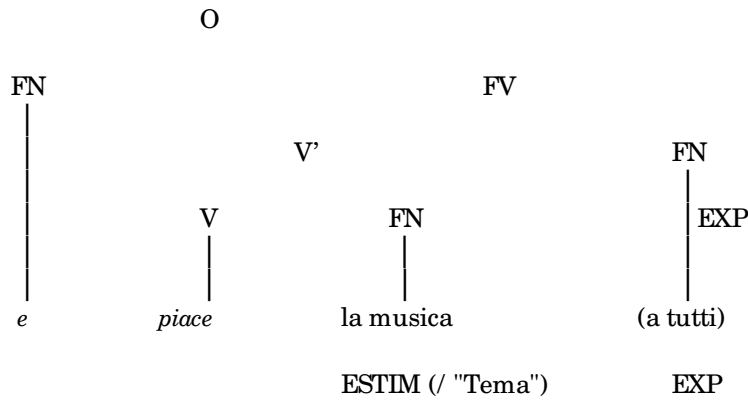 O
FN FV
V’ FN
V FN EXP
e piace la musica (a tutti)
ESTIM (/ "Tema") EXP